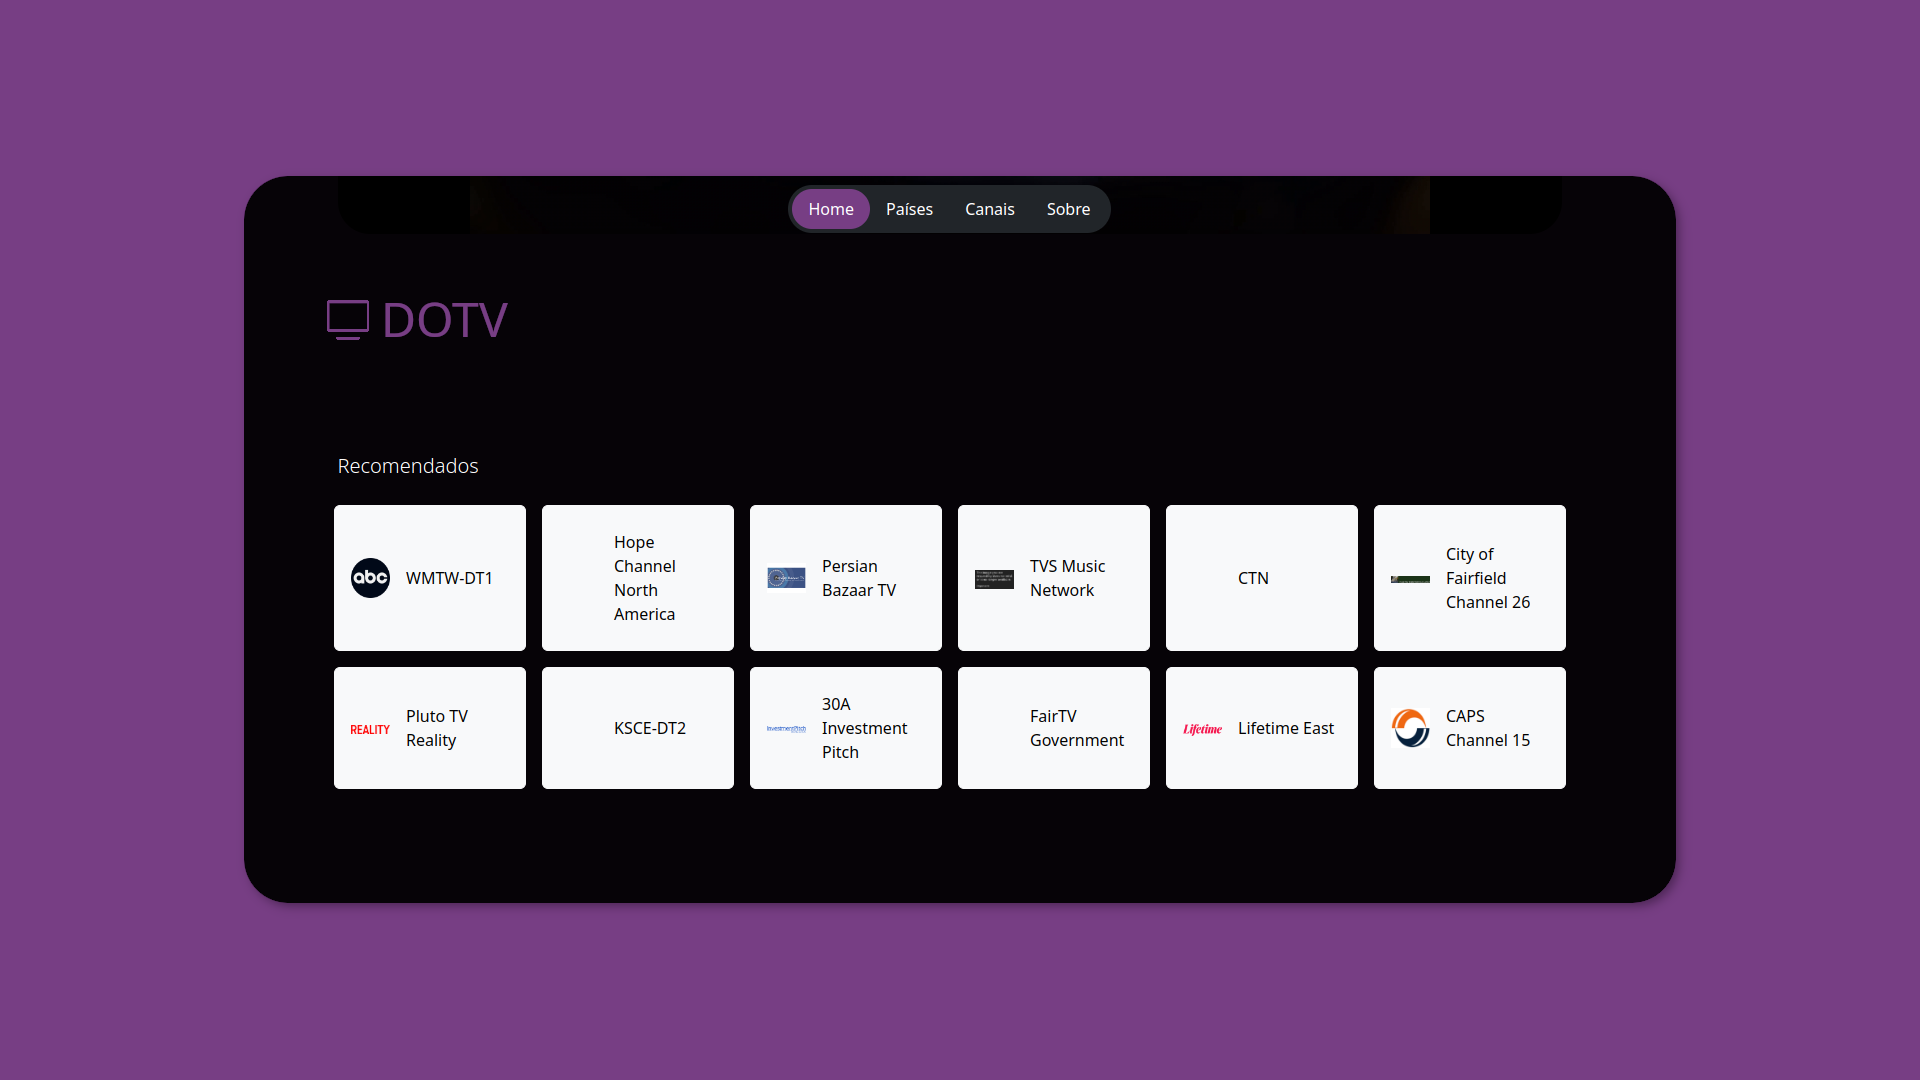 Home Países Canais Sobre
DOTV
Recomendados
abc
WMTW-DT1
Hope
Channel
North
America
Persian
Bazaar TV
TVS Music
Network
CTN
City of
Fairfield
Channel 26
REALITY
Pluto TV
Reality
KSCE-DT2
InvestmentPitch
30A
Investment
Pitch
FairTV
Government
Lifetime
Lifetime East
CAPS
Channel 15